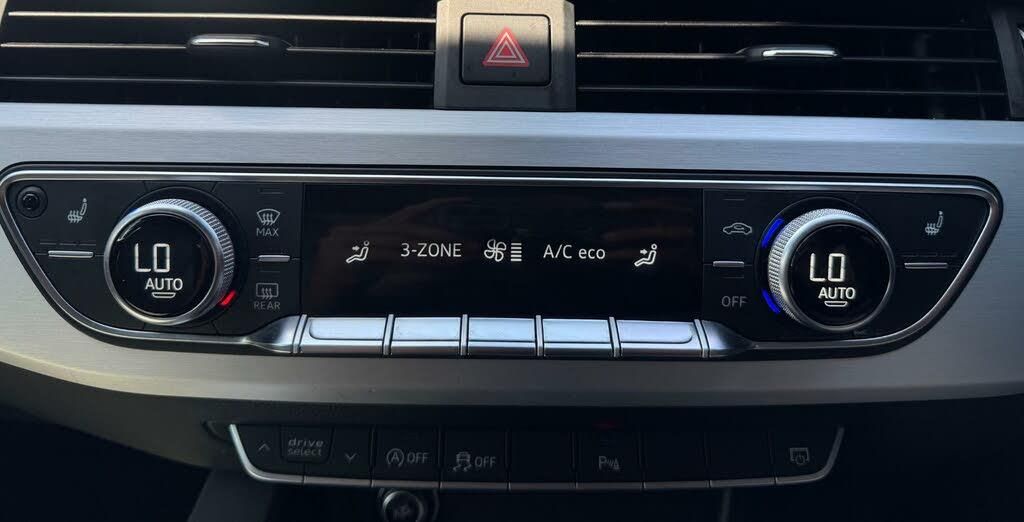 MAX
REAR
LO
AUTO
3-ZONE
A/C eco
OFF
LO
AUTO
drive
select
A OFF
OFF
P